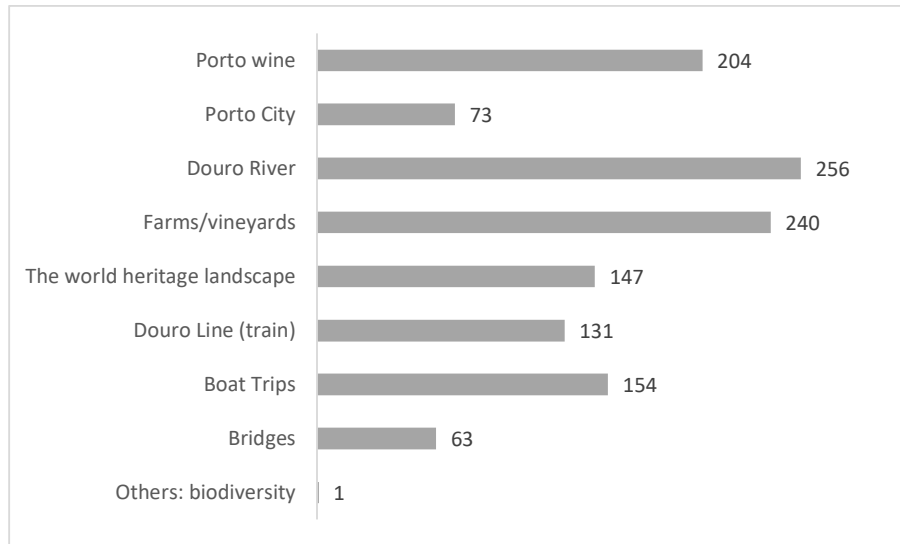 Porto wine 204
Porto City 73
Douro River 256
Farms/vineyards 240
The world heritage landscape 147
Douro Line (train) 131
Boat Trips 154
Bridges 63
Others: biodiversity 1